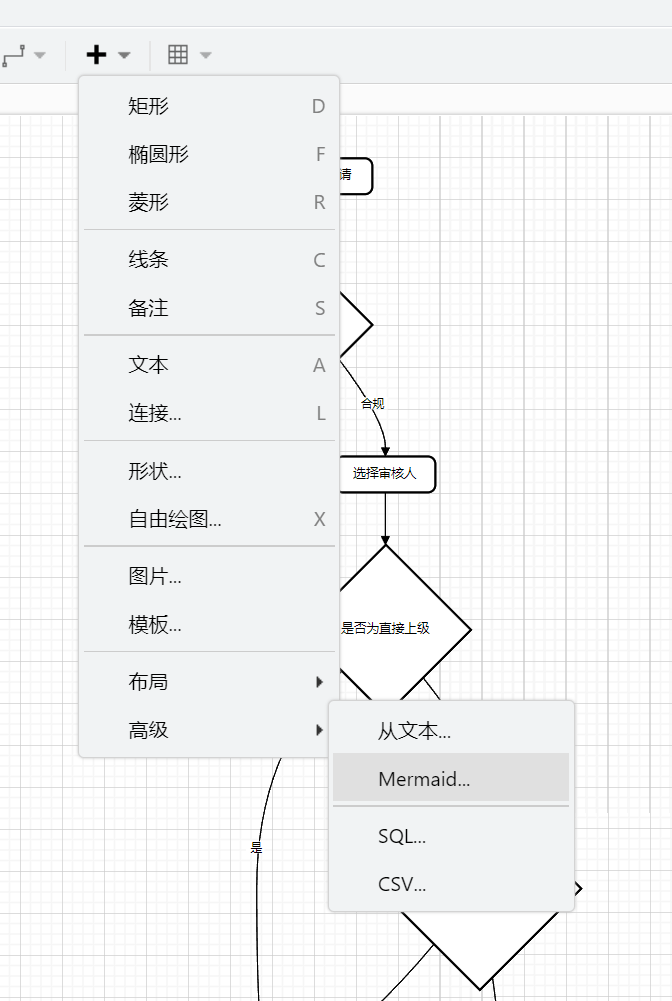 矩形 D
椭圆形 F
菱形 R
线条 C
备注 S
文本 A
连接... L
形状...
自由绘图... X
图片...
模板...
布局
高级
从文本...
Mermaid...
SQL...
CSV...
请
合规
选择审核人
是否为直接上级
是